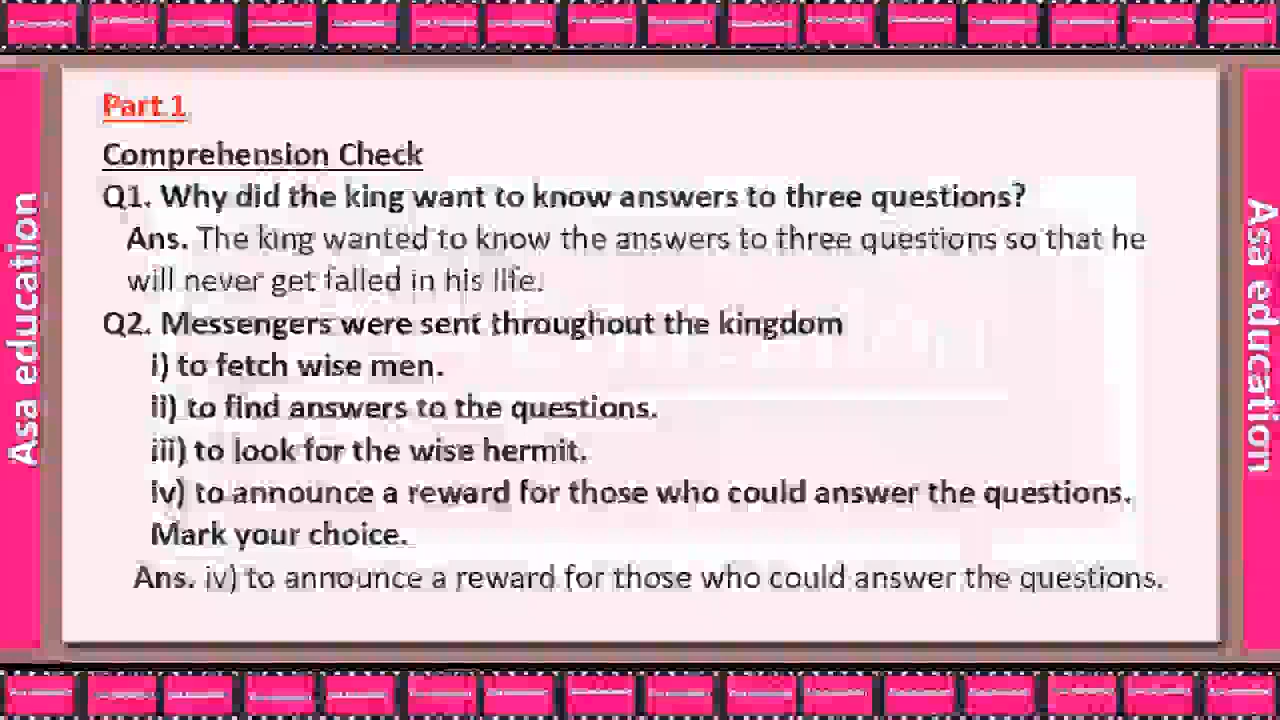 Part 1
Comprehension Check
Q1. Why did the king want to know answers to three questions?
Ans. The king wanted to know the answers to three questions so that he
will never get failed in his life.
Q2. Messengers were sent throughout the kingdom
i) to fetch wise men.
ii) to find answers to the questions.
iii) to look for the wise hermit.
iv) to announce a reward for those who could answer the questions.
Mark your choice.
Ans. iv) to announce a reward for those who could answer the questions.
Asa education
Asa education